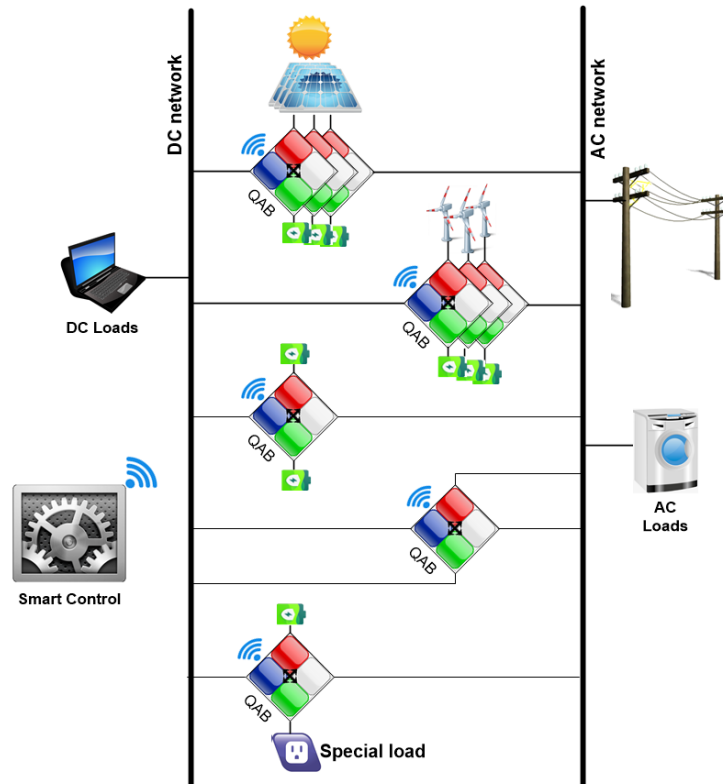 DC network
AC network
QAB
QAB
DC Loads
QAB
AC
Loads
QAB
Smart Control
QAB
Special load